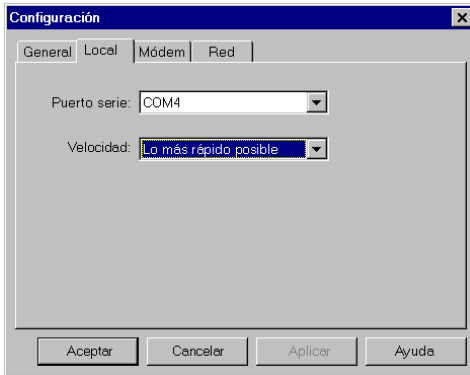 Configuración
General Local Módem Red
Puerto serie: COM4
Velocidad: Lo más rápido posible
Aceptar Cancelar Aplicar Ayuda